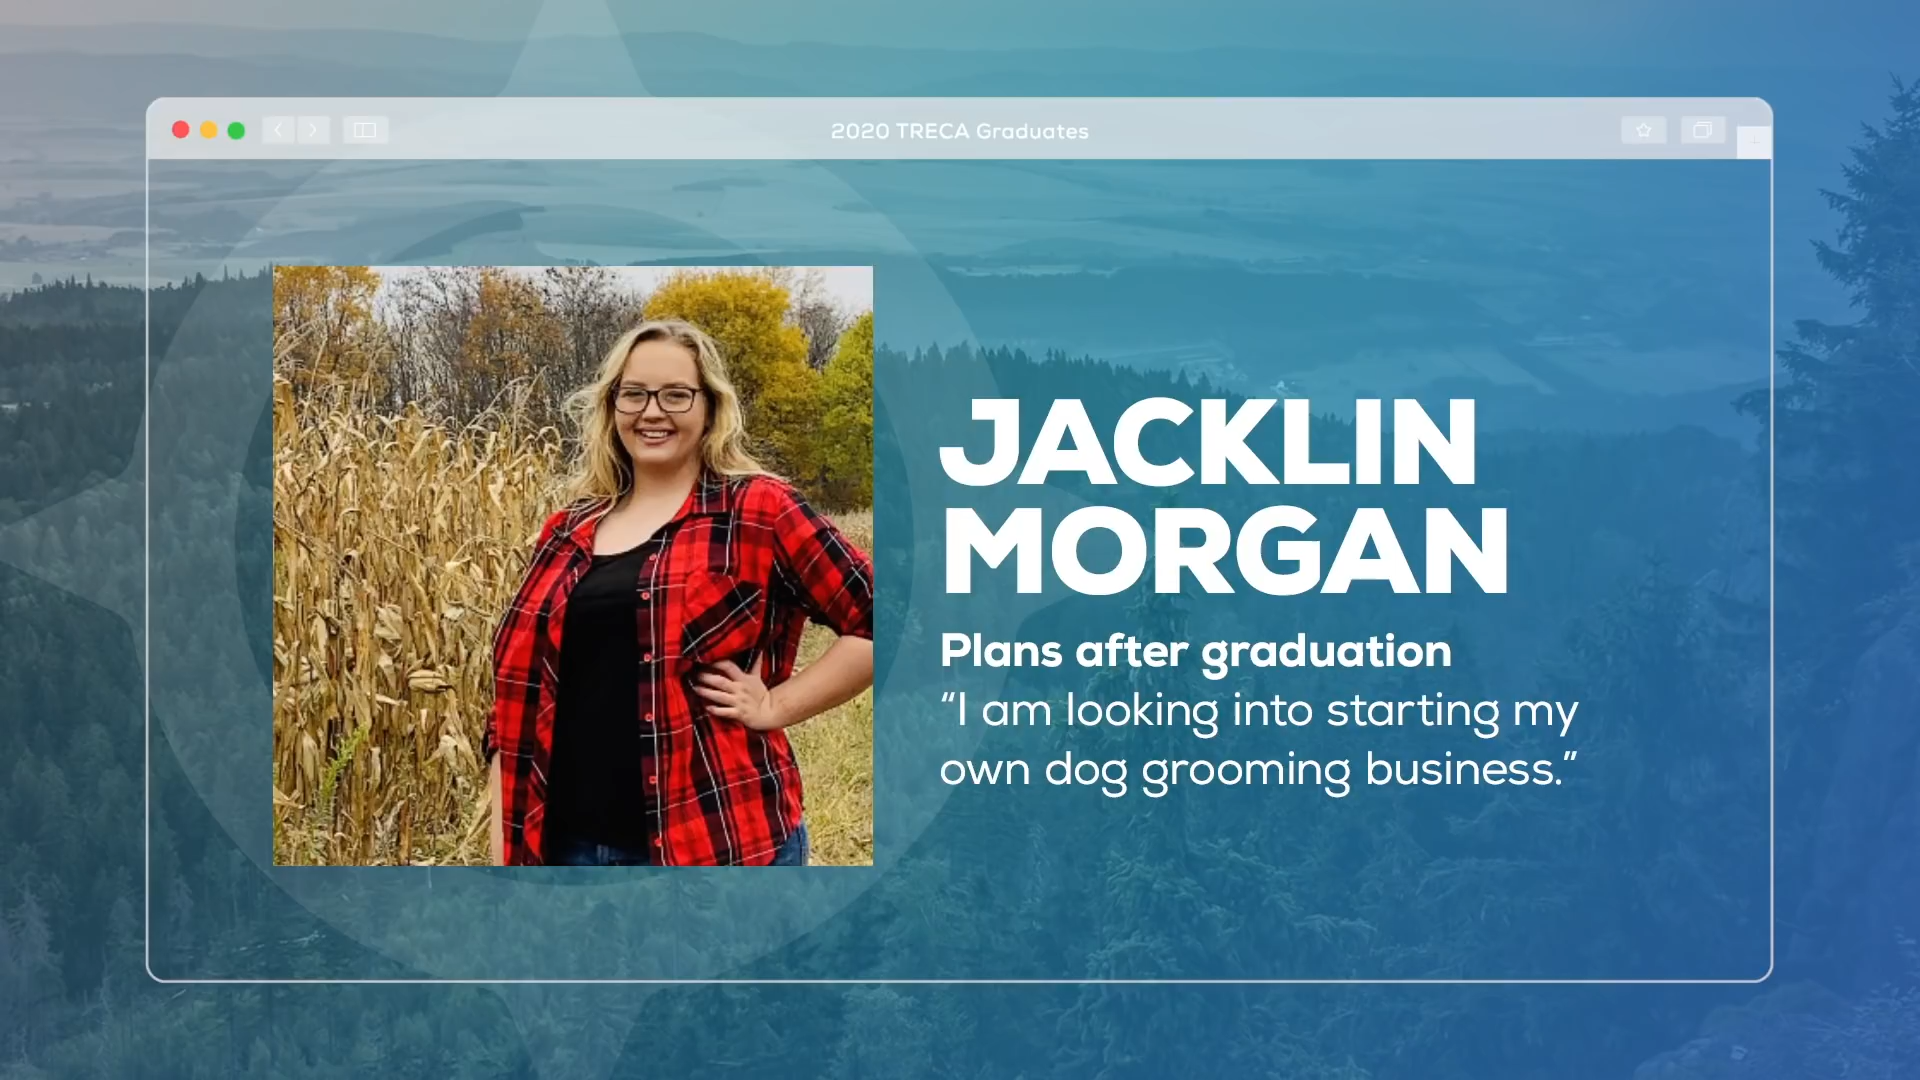 2020 TRECA Graduates
JACKLIN
MORGAN
Plans after graduation
“I am looking into starting my
own dog grooming business.”